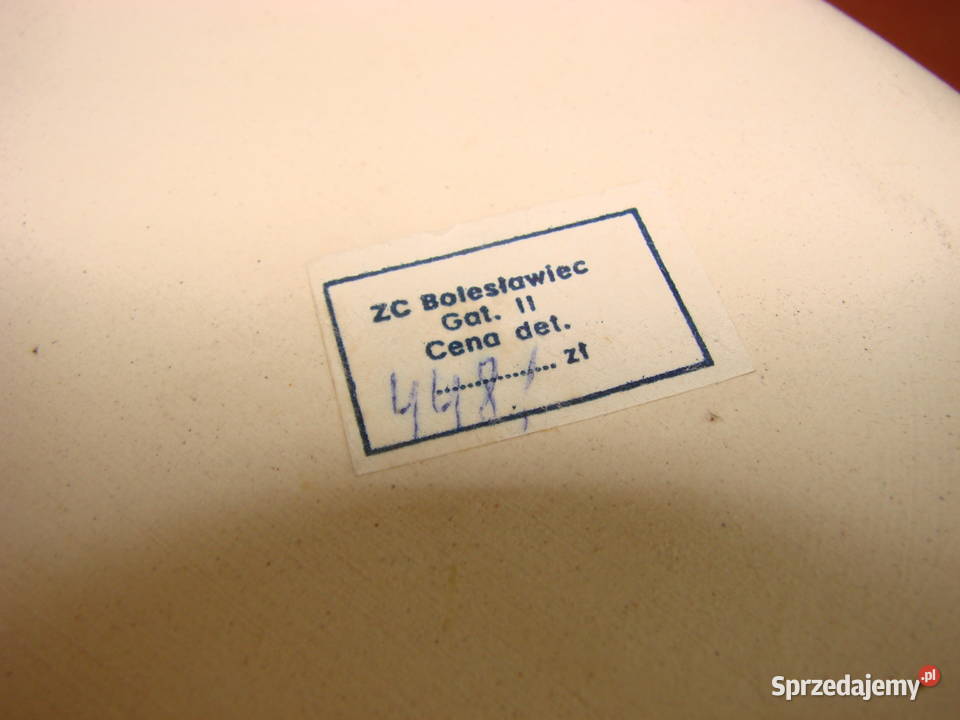 ZC Bolesławiec
Gat. II
Cena det.
448,- zł
Sprzedajemy.pl